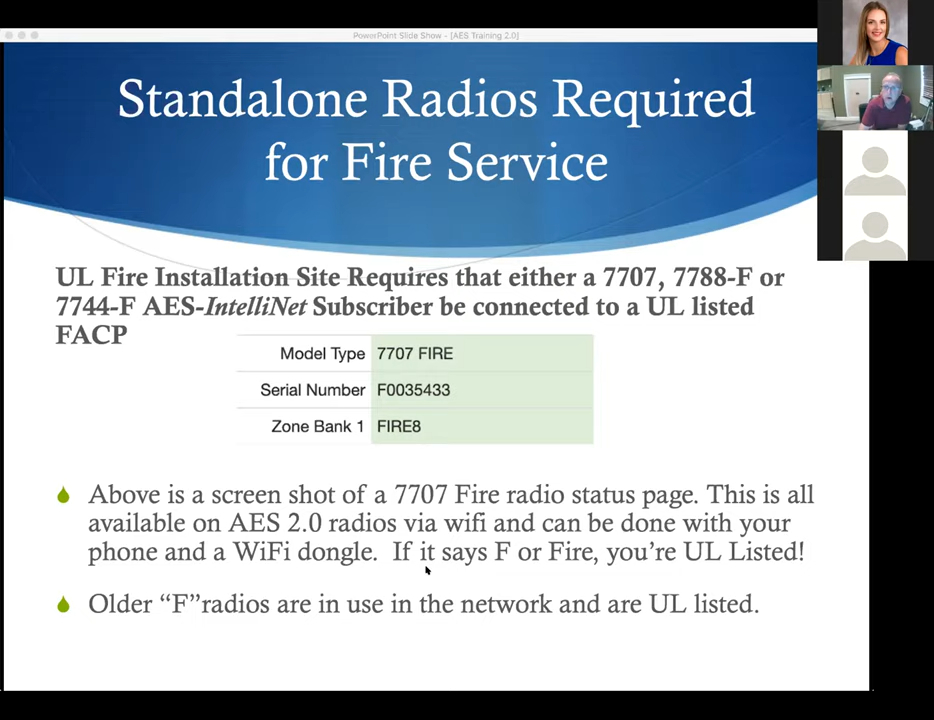 PowerPoint Slide Show - [AES Training 2.0]
Standalone Radios Required
for Fire Service
UL Fire Installation Site Requires that either a 7707, 7788-F or
7744-F AES-IntelliNet Subscriber be connected to a UL listed
FACP
Model Type 7707 FIRE
Serial Number F0035433
Zone Bank 1 FIRE8
Above is a screen shot of a 7707 Fire radio status page. This is all
available on AES 2.0 radios via wifi and can be done with your
phone and a WiFi dongle. If it says F or Fire, you're UL Listed!
Older “F”radios are in use in the network and are UL listed.